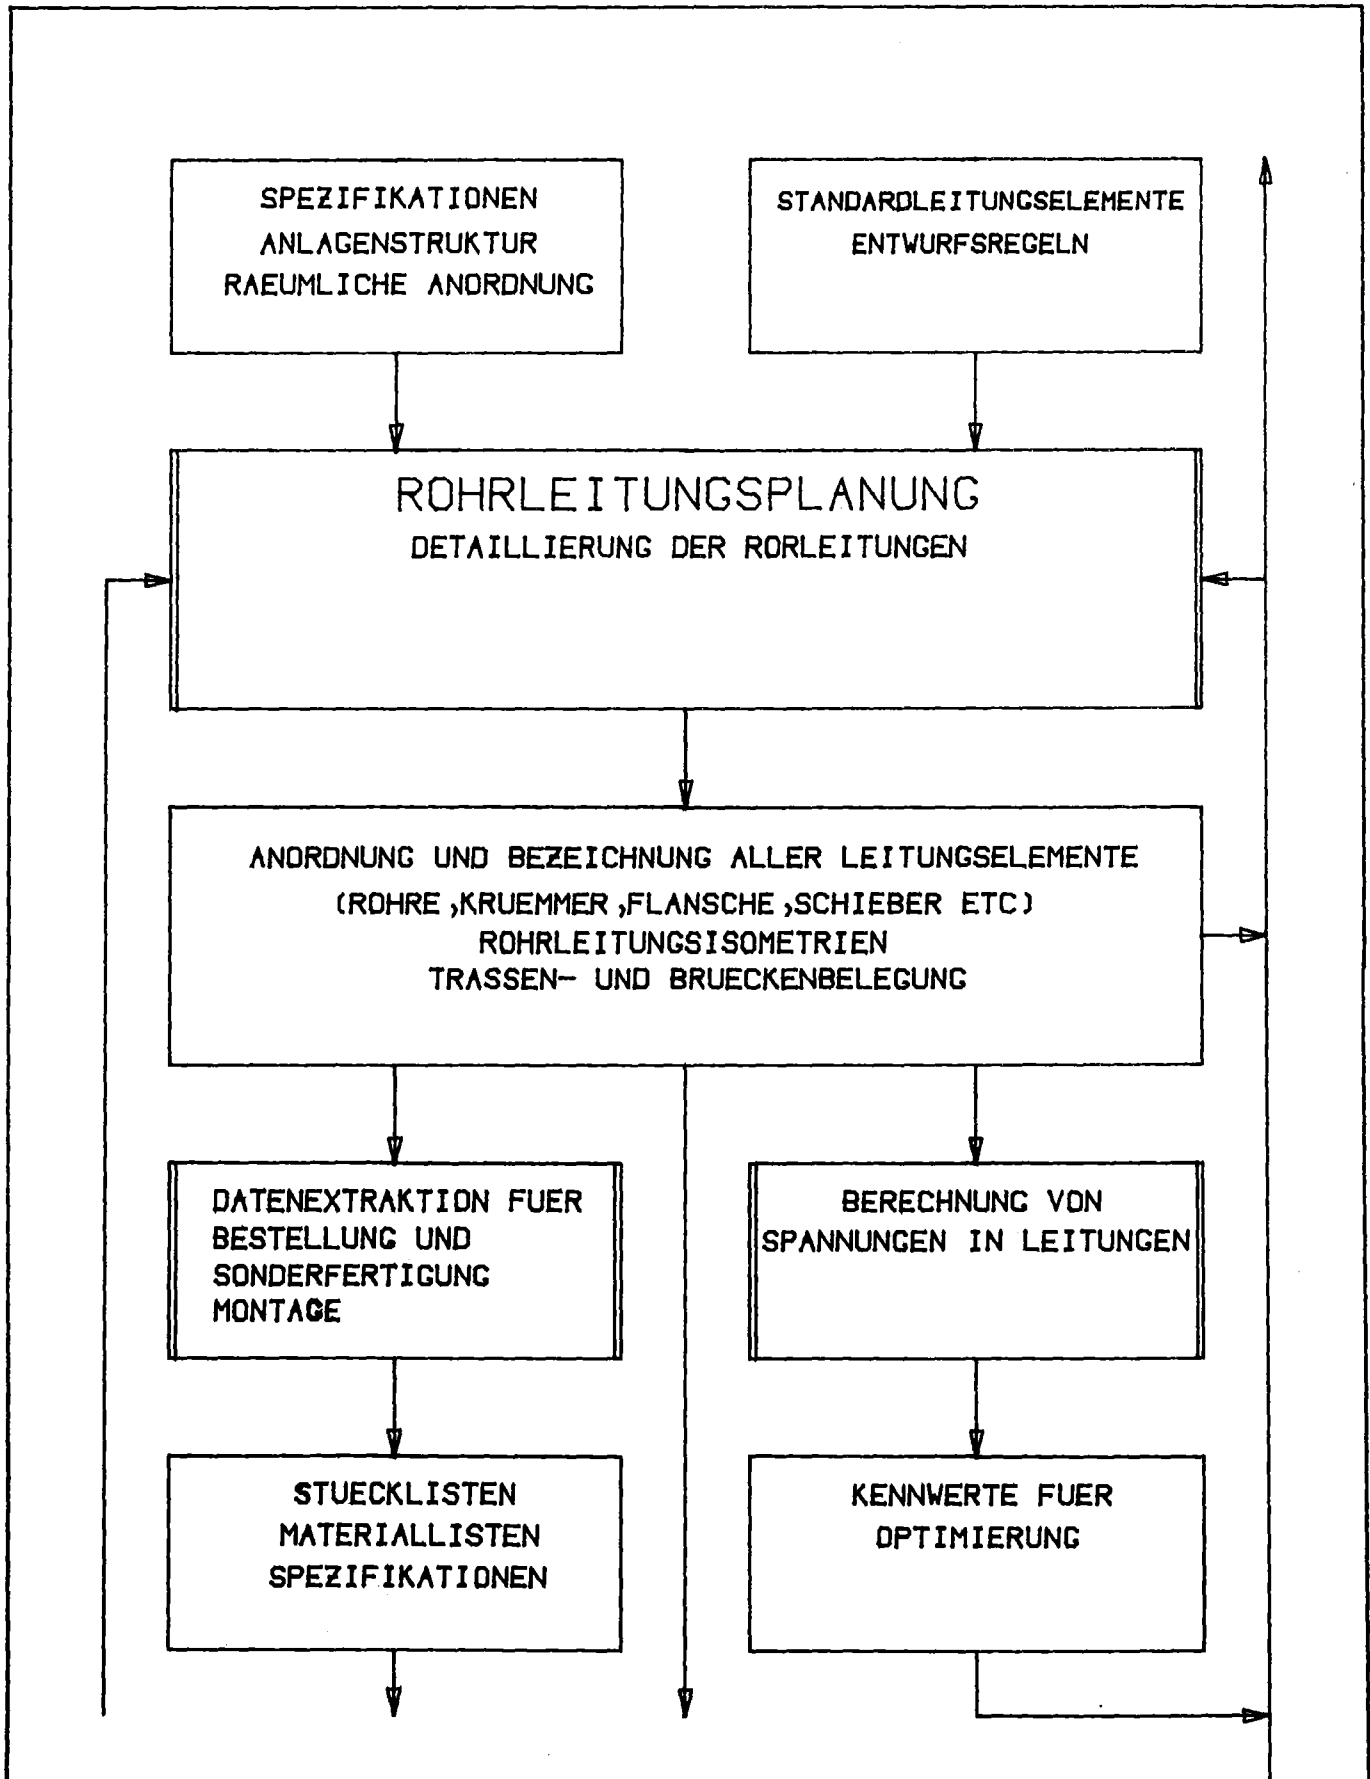 SPEZIFIKATIONEN
ANLAGENSTRUKTUR
RAEUMLICHE ANORDNUNG
STANDARDLEITUNGSELEMENTE
ENTWURFSREGELN
ROHRLEITUNGSPLANUNG
DETAILLIERUNG DER RORLEITUNGEN
ANORDNUNG UND BEZEICHNUNG ALLER LEITUNGSELEMENTE
(ROHRE ,KRUEMMER ,FLANSCHE ,SCHIEBER ETC)
ROHRLEITUNGSISOMETRIEN
TRASSEN- UND BRUECKENBELEGUNG
DATENEXTRAKTION FUER
BESTELLUNG UND
SONDERFERTIGUNG
MONTAGE
BERECHNUNG VON
SPANNUNGEN IN LEITUNGEN
STUECKLISTEN
MATERIALLISTEN
SPEZIFIKATIONEN
KENNWERTE FUER
OPTIMIERUNG